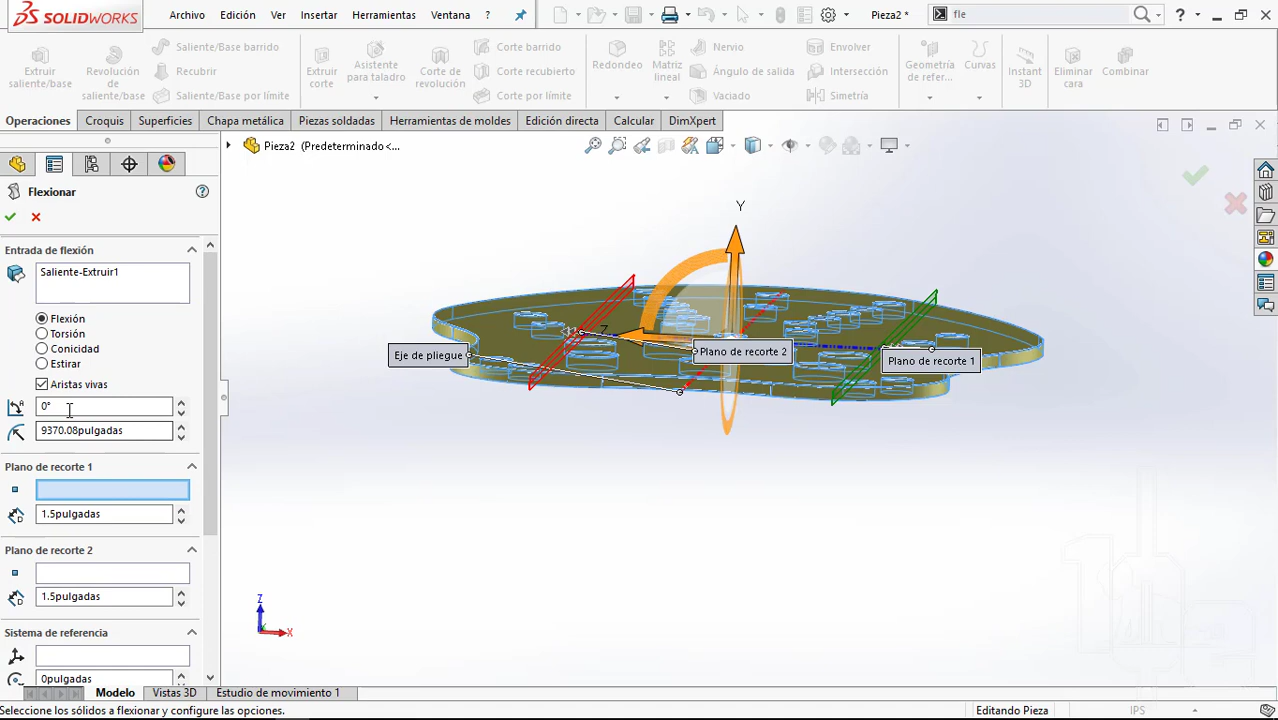 SOLIDWORKS
Archivo Edición Ver Insertar Herramientas Ventana ? Pieza2 * fle ?
Extruir saliente/base
Revolución de saliente/base
Saliente/Base barrido
Recubrir
Saliente/Base por límite
Extruir corte
Asistente para taladro
Corte de revolución
Corte barrido
Corte recubierto
Corte por límite
Redondeo
Matriz lineal
Nervio
Ángulo de salida
Vaciado
Envolver
Intersección
Simetría
Geometría de refer...
Curvas
Instant 3D
Eliminar cara
Combinar
Operaciones Croquis Superficies Chapa metálica Piezas soldadas Herramientas de moldes Edición directa Calcular DimXpert
Pieza2 (Predeterminado <...
Flexionar ?
Entrada de flexión
Saliente-Extruir1
Flexión
Torsión
Conicidad
Estirar
Aristas vivas
0°
9370.08pulgadas
Plano de recorte 1
1.5pulgadas
Plano de recorte 2
1.5pulgadas
Sistema de referencia
0pulgadas
Y
Z
Eje de pliegue
Plano de recorte 2
Plano de recorte 1
Z
X
Modelo Vistas 3D Estudio de movimiento 1
Seleccione los sólidos a flexionar y configure las opciones. Editando Pieza IPS